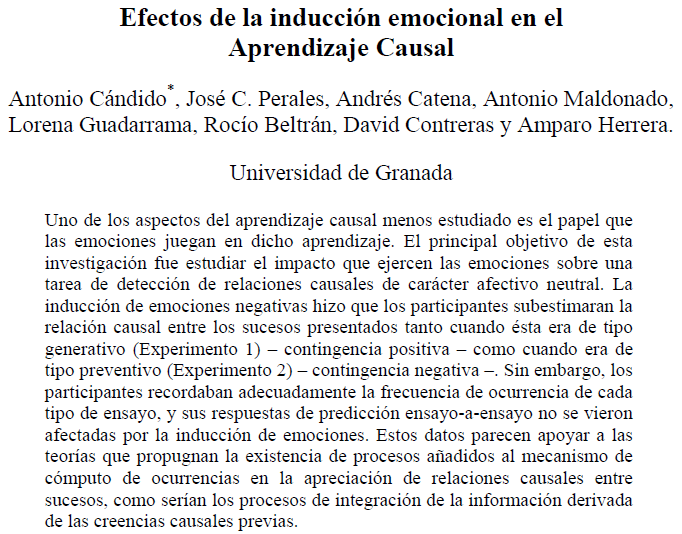 Efectos de la inducción emocional en el
Aprendizaje Causal
Antonio Cándido*, José C. Perales, Andrés Catena, Antonio Maldonado,
Lorena Guadarrama, Rocío Beltrán, David Contreras y Amparo Herrera.
Universidad de Granada
Uno de los aspectos del aprendizaje causal menos estudiado es el papel que
las emociones juegan en dicho aprendizaje. El principal objetivo de esta
investigación fue estudiar el impacto que ejercen las emociones sobre una
tarea de detección de relaciones causales de carácter afectivo neutral. La
inducción de emociones negativas hizo que los participantes subestimaran la
relación causal entre los sucesos presentados tanto cuando ésta era de tipo
generativo (Experimento 1) – contingencia positiva – como cuando era de
tipo preventivo (Experimento 2) – contingencia negativa –. Sin embargo, los
participantes recordaban adecuadamente la frecuencia de ocurrencia de cada
tipo de ensayo, y sus respuestas de predicción ensayo-a-ensayo no se vieron
afectadas por la inducción de emociones. Estos datos parecen apoyar a las
teorías que propugnan la existencia de procesos añadidos al mecanismo de
cómputo de ocurrencias en la apreciación de relaciones causales entre
sucesos, como serían los procesos de integración de la información derivada
de las creencias causales previas.